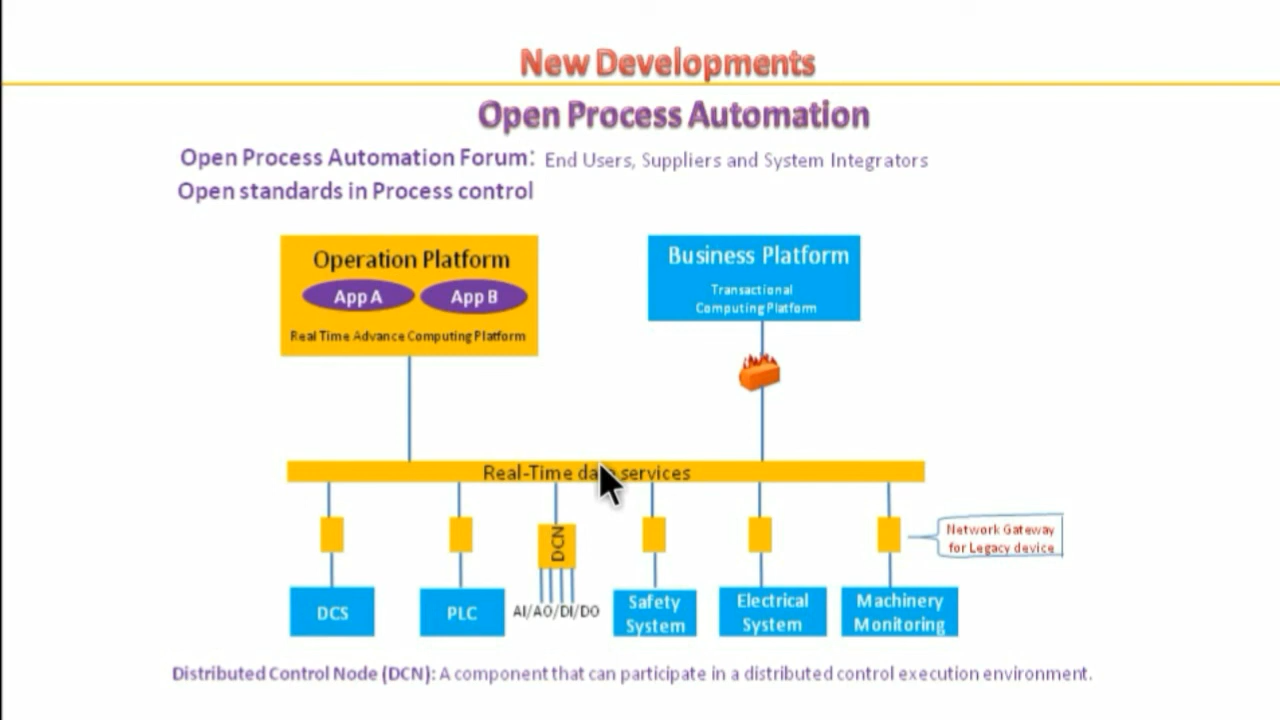 New Developments
Open Process Automation
Open Process Automation Forum: End Users, Suppliers and System Integrators
Open standards in Process control
Operation Platform
App A App B
Real Time Advance Computing Platform
Business Platform
Transactional
Computing Platform
Real-Time data services
DCN
Network Gateway
for Legacy device
DCS
PLC
AI/AO/DI/DO
Safety
System
Electrical
System
Machinery
Monitoring
Distributed Control Node (DCN): A component that can participate in a distributed control execution environment.